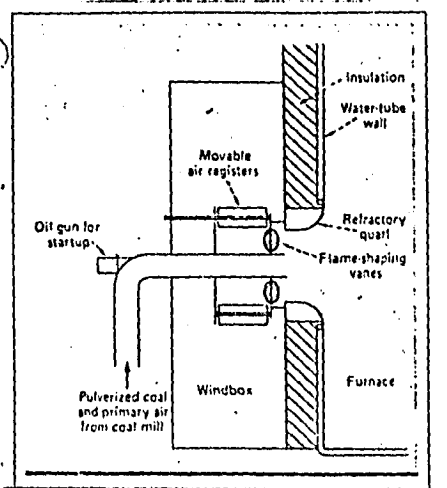 Insulation
Water-tube
wall
Movable
air registers
Oil gun for
startup
Refractory
quarl
Flame-shaping
vanes
Pulverized coal
and primary air
from coal mill
Windbox
Furnace